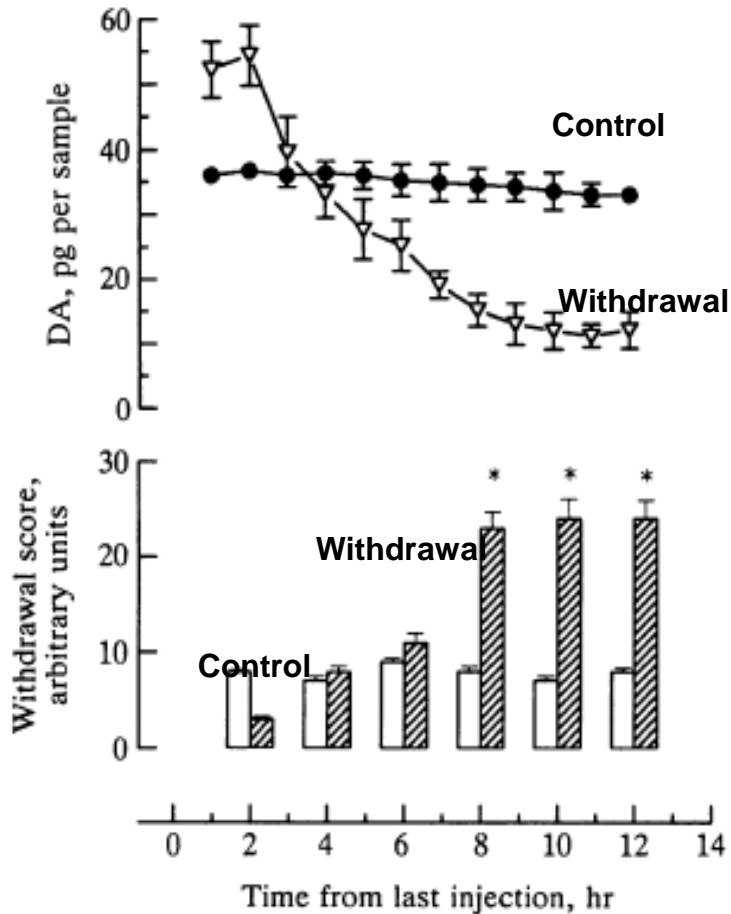 60
40
20
0
DA, pg per sample
Control
Withdrawal
30
20
10
0
Withdrawal score,
arbitrary units
* * *
Withdrawal
Control
0 2 4 6 8 10 12 14
Time from last injection, hr